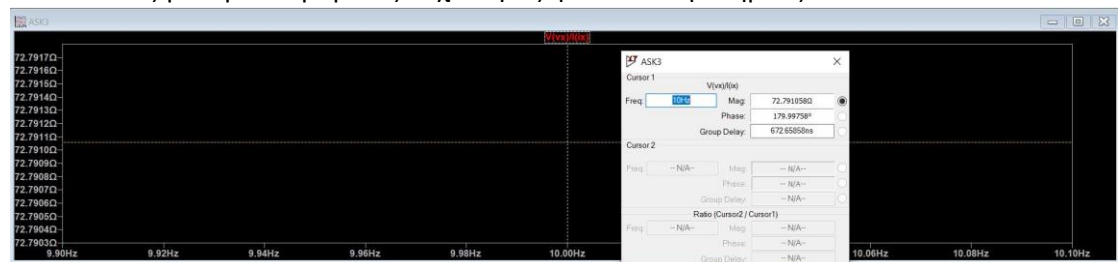 ASK3
V(vx)/I(ix)
72.7917Ω
72.7916Ω
72.7915Ω
72.7914Ω
72.7913Ω
72.7912Ω
72.7911Ω
72.7910Ω
72.7909Ω
72.7908Ω
72.7907Ω
72.7906Ω
72.7905Ω
72.7904Ω
72.7903Ω
9.90Hz 9.92Hz 9.94Hz 9.96Hz 9.98Hz 10.00Hz 10.06Hz 10.08Hz 10.10Hz
ASK3
Cursor 1
V(vx)/I(ix)
Freq: 10Hz Mag: 72.791058Ω
Phase: 179.99758°
Group Delay: 672.65858ns
Cursor 2
Freq: -- N/A-- Mag: -- N/A--
Phase: -- N/A--
Group Delay: -- N/A--
Ratio (Cursor2 / Cursor1)
Freq: -- N/A-- Mag: -- N/A--
Phase: -- N/A--
Group Delay: -- N/A--